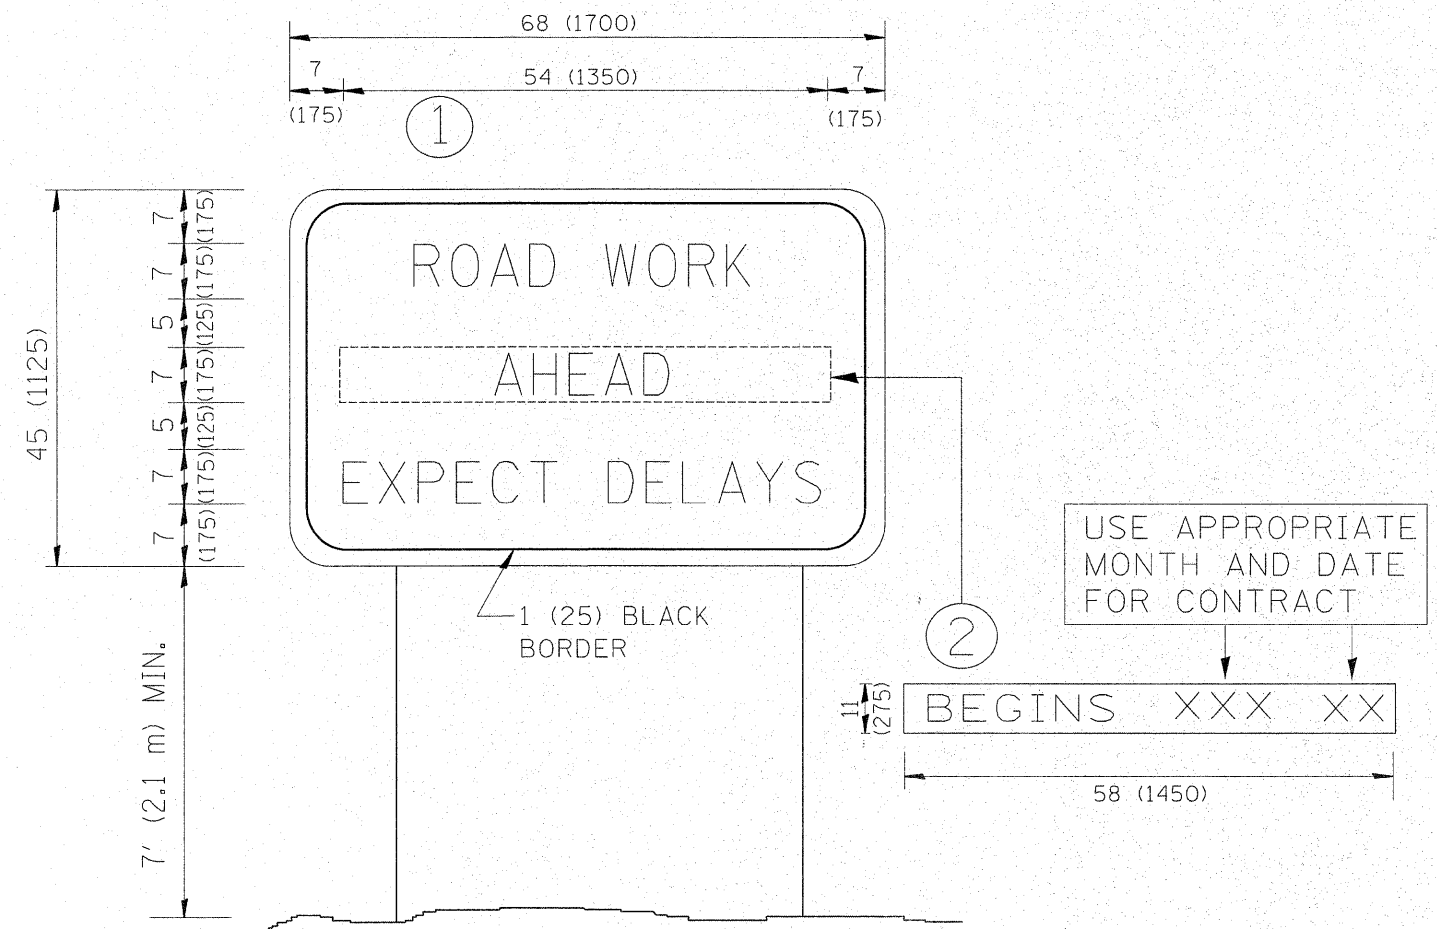 68 (1700)
7 54 (1350) 7
(175) (175)
1
45 (1125)
7 (175)
7 (175)
5 (125)
7 (175)
5 (125)
7 (175)
7 (175)
7' (2.1 m) MIN.
ROAD WORK
AHEAD
EXPECT DELAYS
1 (25) BLACK
BORDER
2
USE APPROPRIATE
MONTH AND DATE
FOR CONTRACT
11
(275)
BEGINS XXX XX
58 (1450)